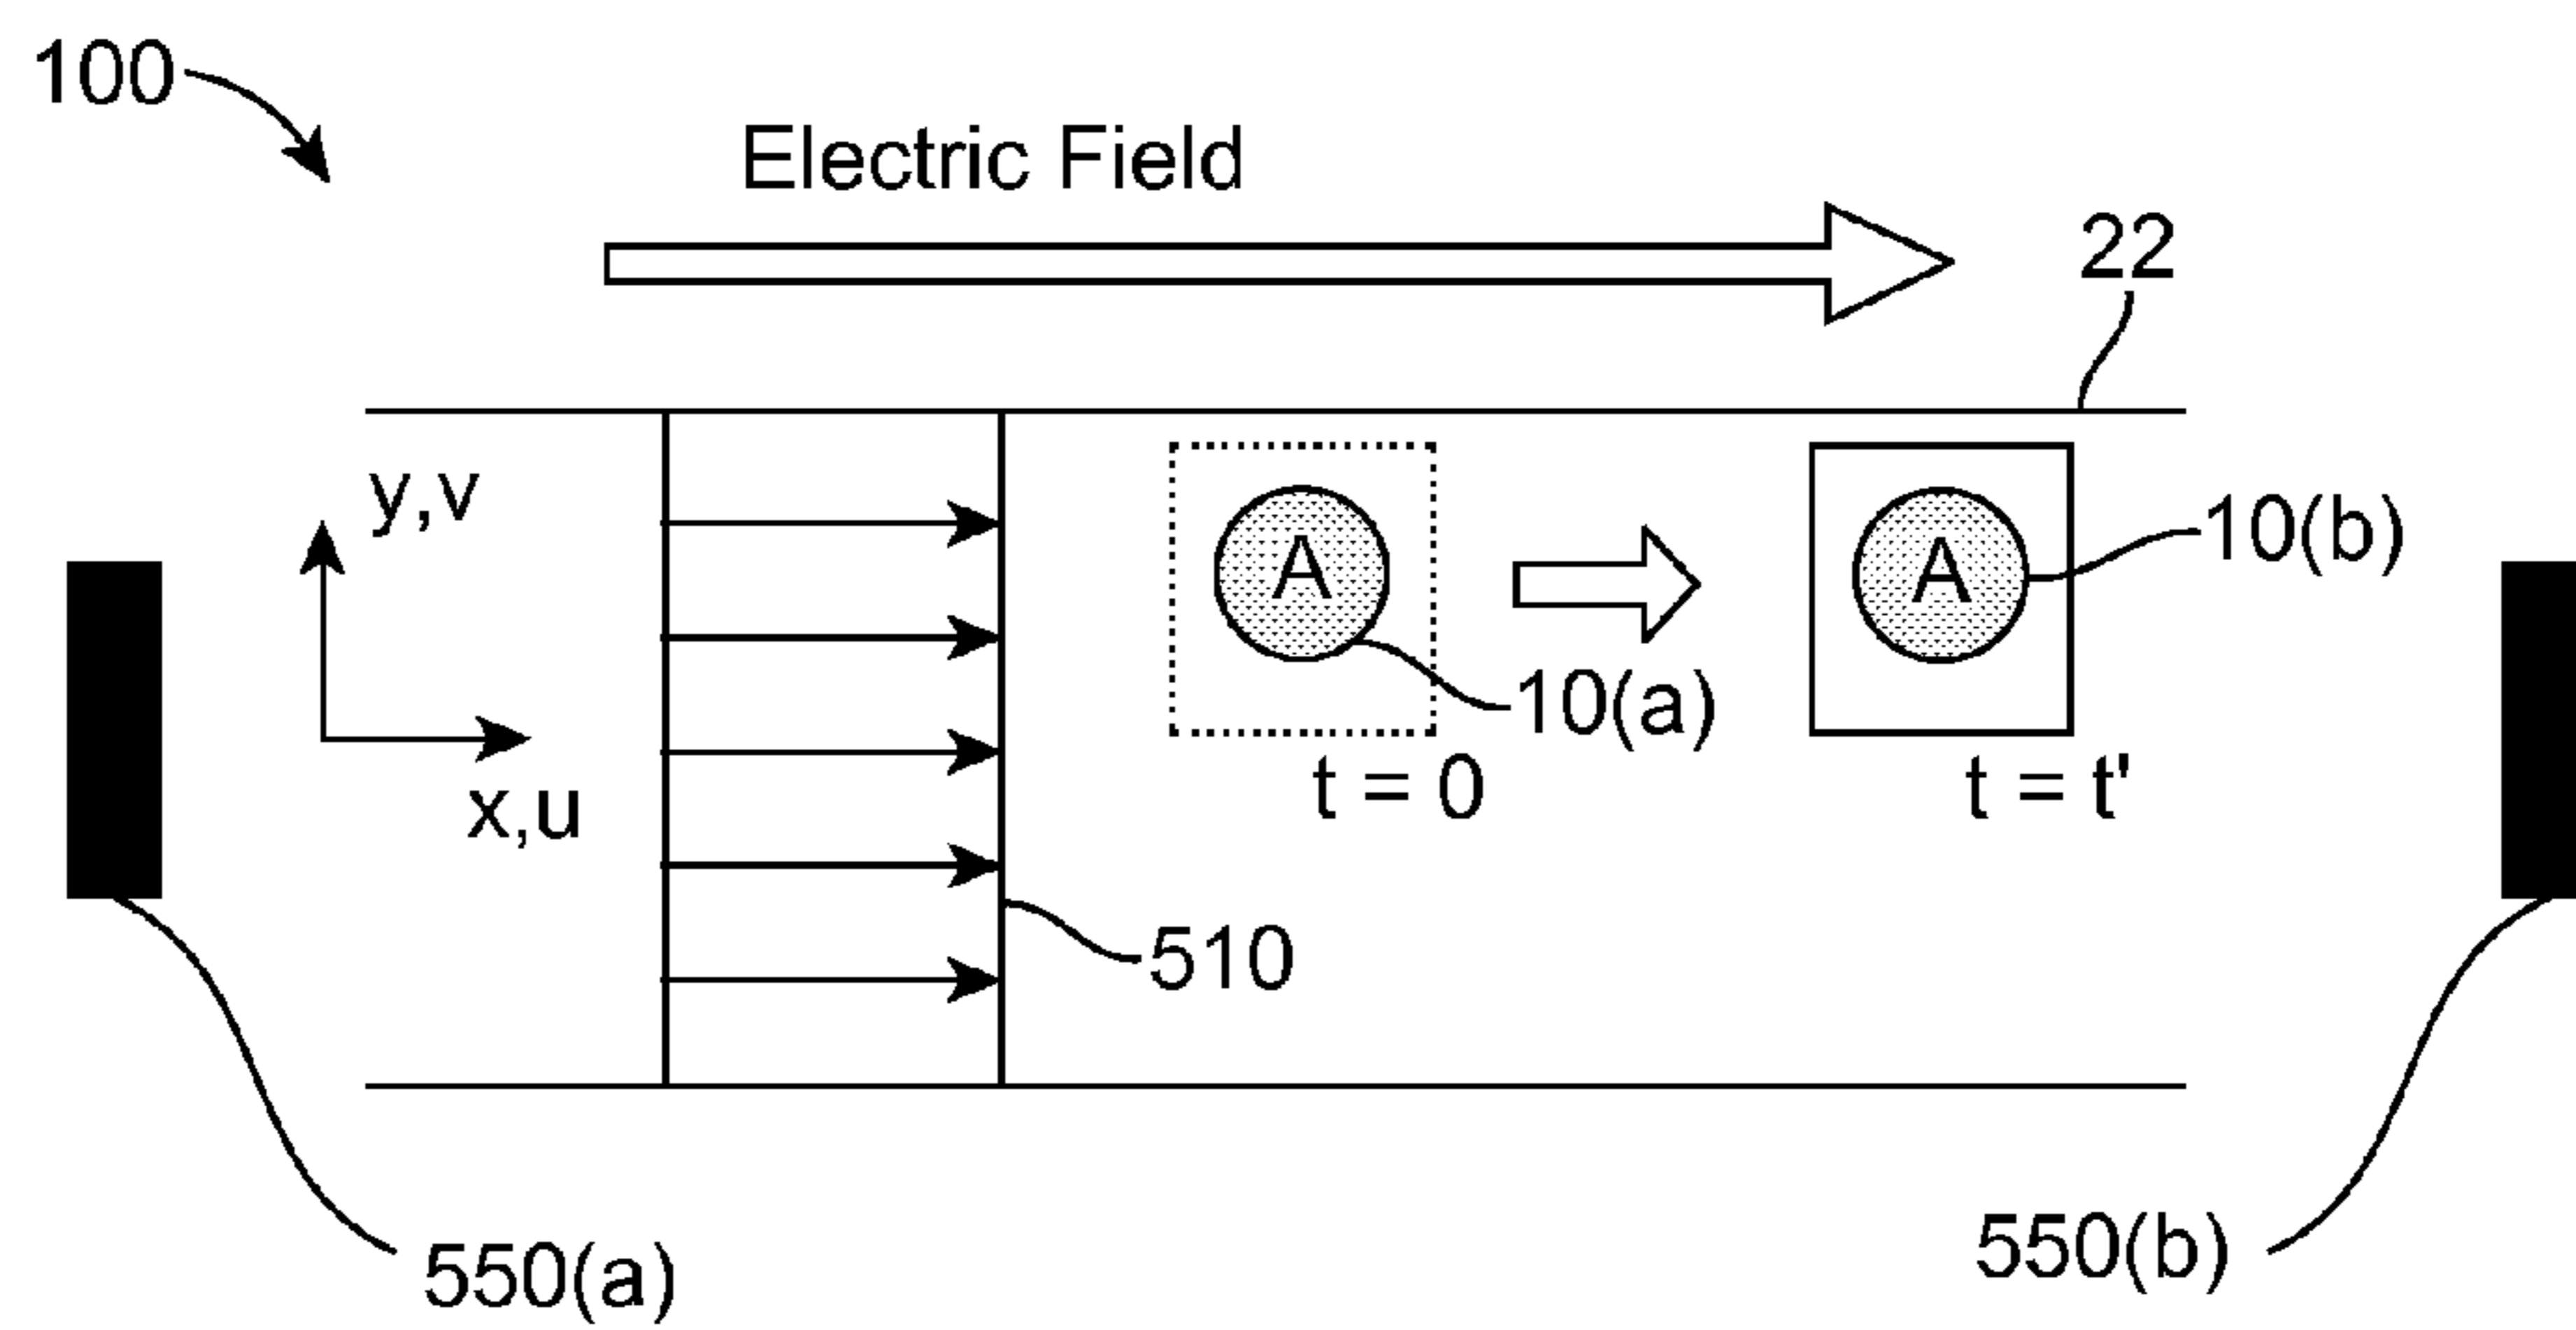 100
Electric Field
22
y,v
A
A
10(b)
10(a)
t = 0
t = t'
x,u
510
550(a)
550(b)